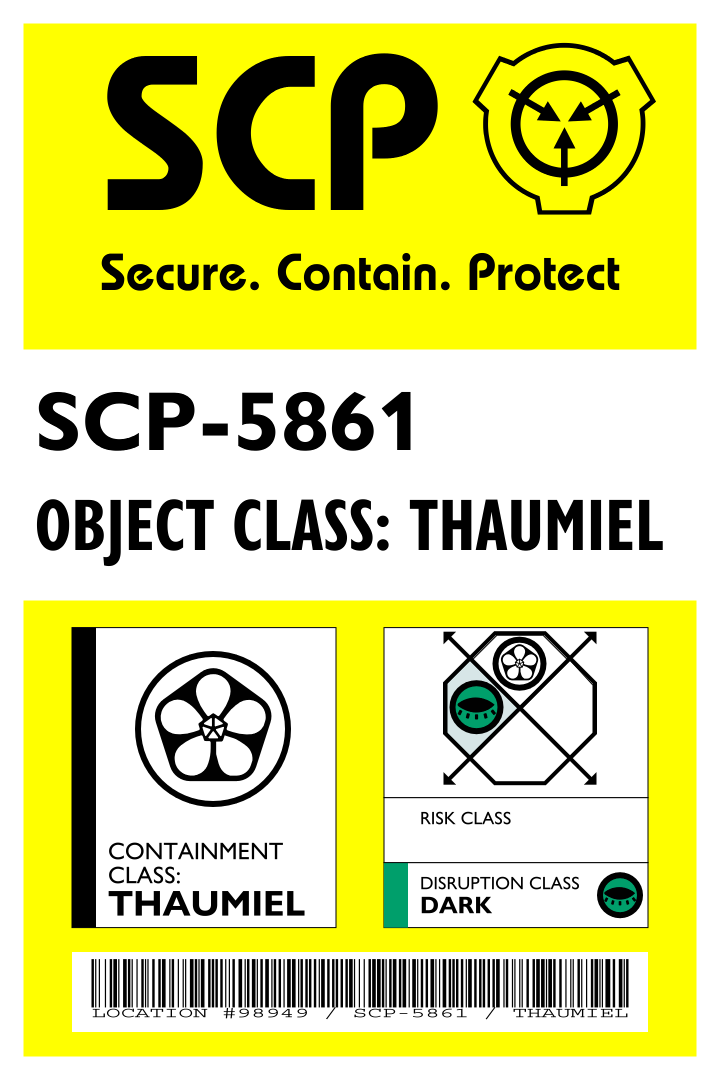 SCP
Secure. Contain. Protect
SCP-5861
OBJECT CLASS: THAUMIEL
CONTAINMENT
CLASS:
THAUMIEL
RISK CLASS
DISRUPTION CLASS
DARK
LOCATION #98949 / SCP-5861 / THAUMIEL